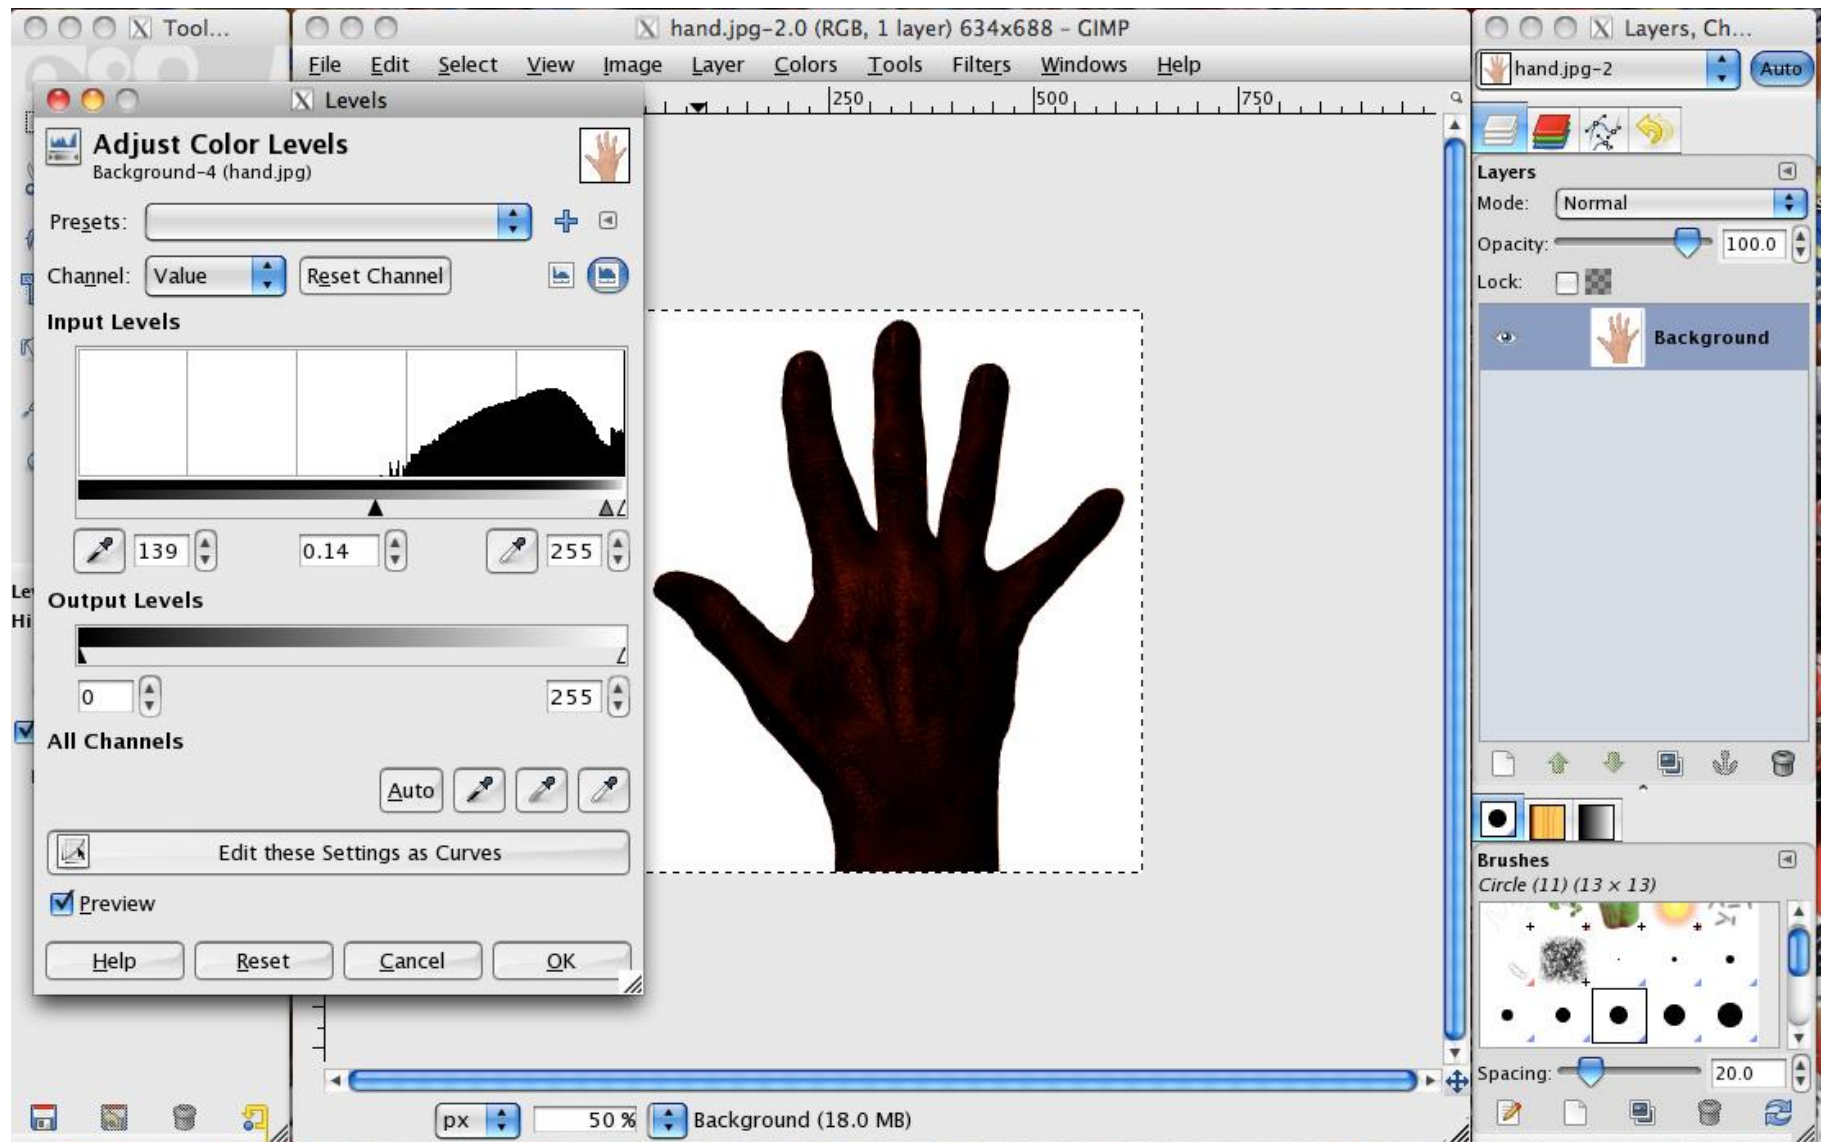 Tool...
hand.jpg-2.0 (RGB, 1 layer) 634x688 – GIMP
Layers, Ch...
File Edit Select View Image Layer Colors Tools Filters Windows Help
hand.jpg-2
Auto
250 500 750
Levels
Adjust Color Levels
Background-4 (hand.jpg)
Presets:
Channel: Value Reset Channel
Input Levels
139 0.14 255
Output Levels
0 255
All Channels
Auto
Edit these Settings as Curves
Preview
Help Reset Cancel OK
Le
Hi
px 50 % Background (18.0 MB)
Layers
Mode: Normal
Opacity: 100.0
Lock:
Background
Brushes
Circle (11) (13 × 13)
Spacing: 20.0